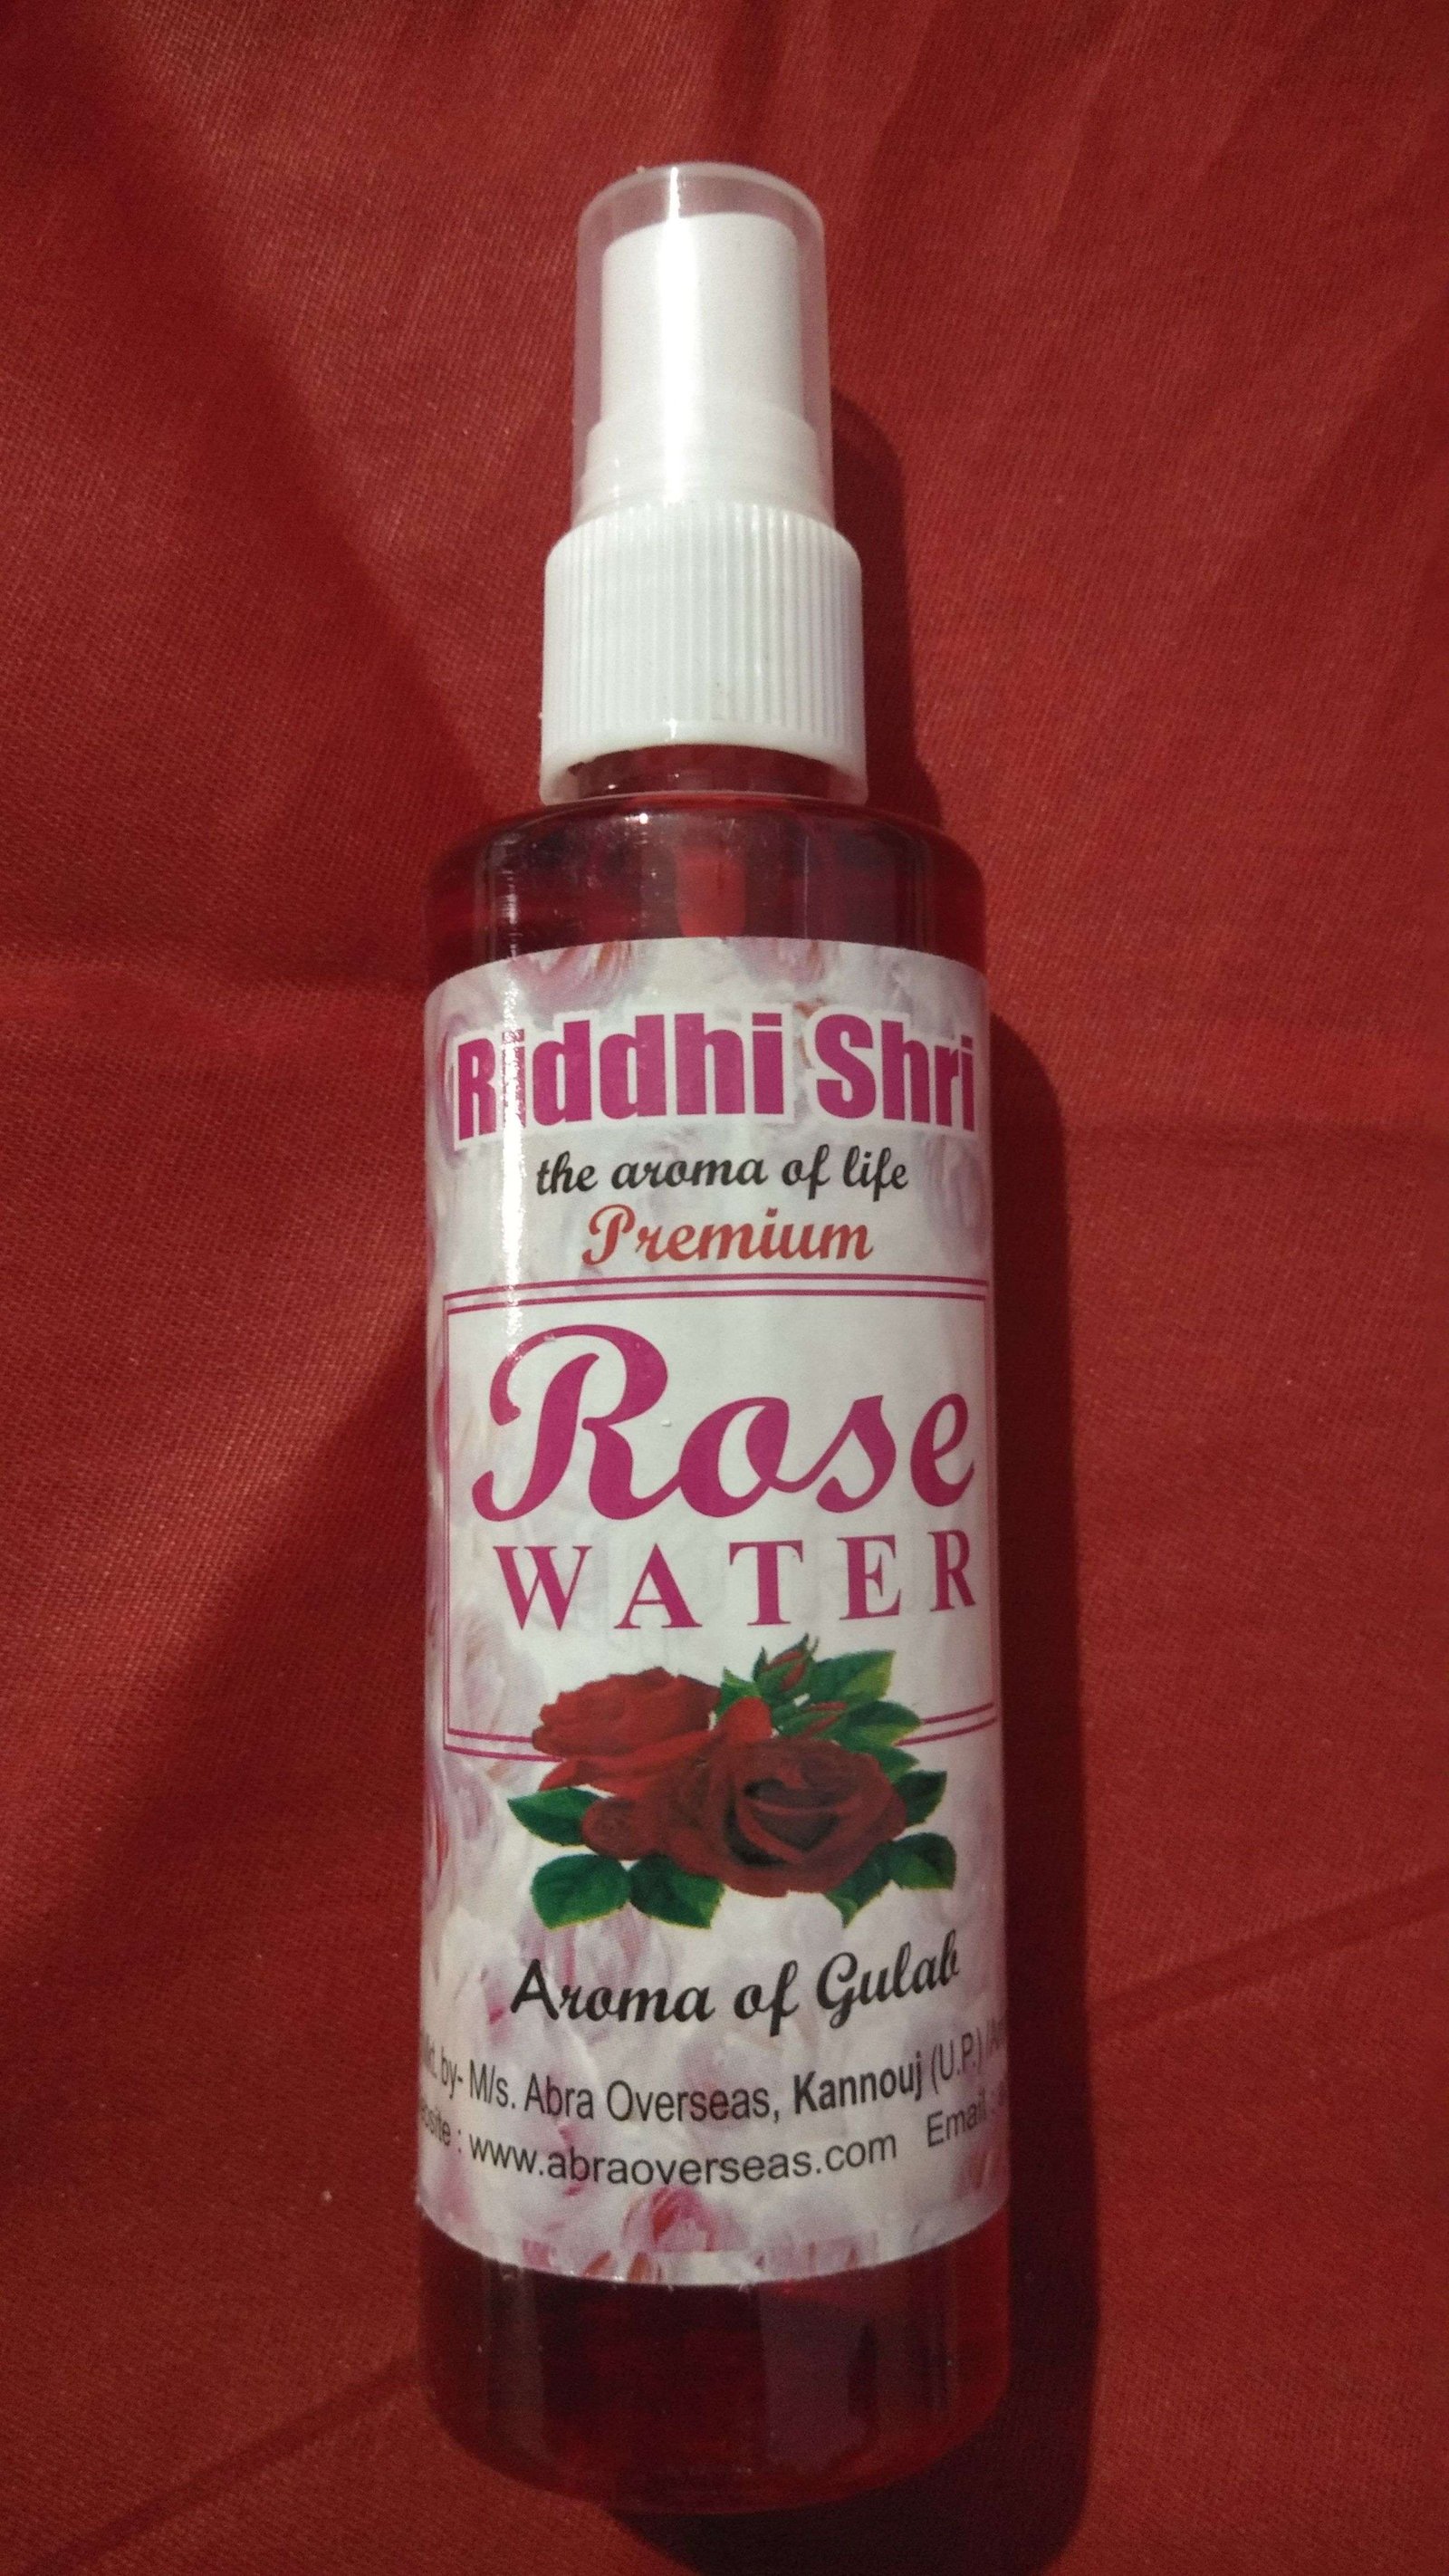 Riddhi Shri
the aroma of life
Premium
Rose
WATER
Aroma of Gulab
by- M/s. Abra Overseas, Kannouj (U.P.)
: www.abraoverseas.com Email :